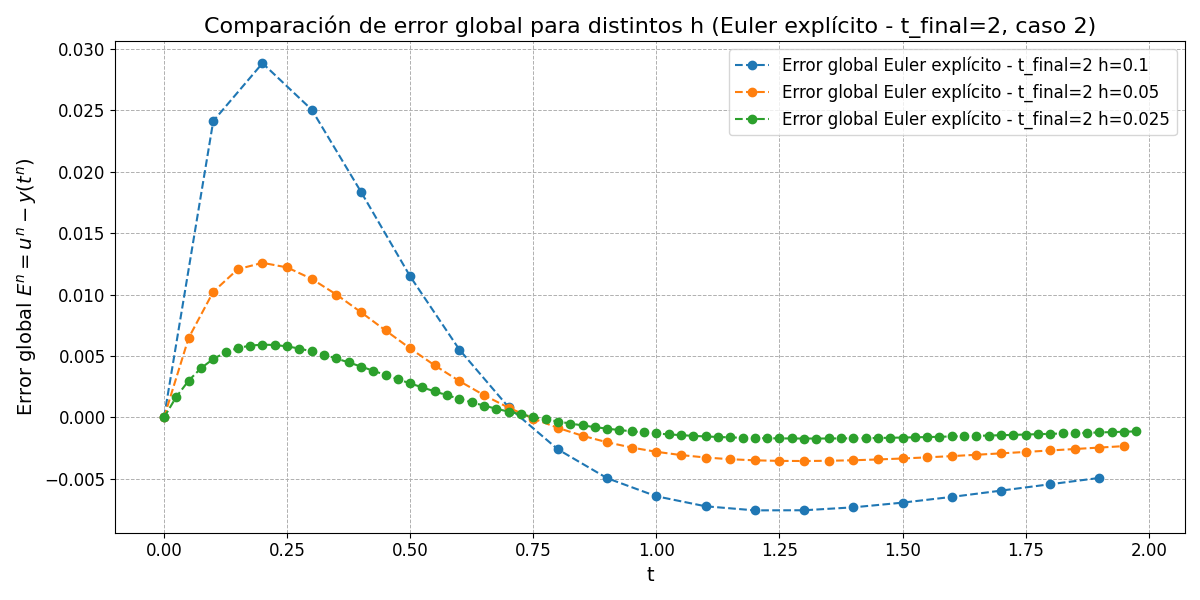 Comparación de error global para distintos h (Euler explícito - t_final=2, caso 2)
Error global Euler explícito - t_final=2 h=0.1
Error global Euler explícito - t_final=2 h=0.05
Error global Euler explícito - t_final=2 h=0.025
Error global $E^n = u^n - y(t^n)$
0.030
0.025
0.020
0.015
0.010
0.005
0.000
−0.005
0.00 0.25 0.50 0.75 1.00 1.25 1.50 1.75 2.00
t